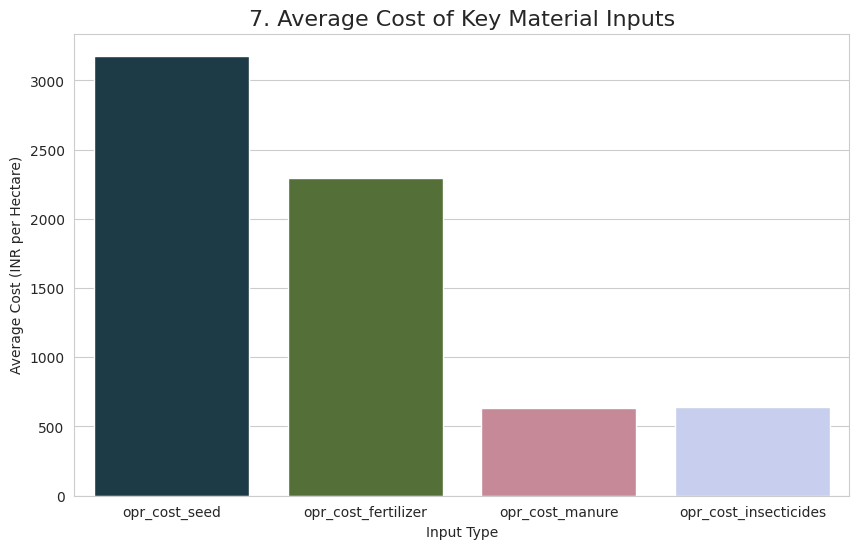 7. Average Cost of Key Material Inputs
Average Cost (INR per Hectare)
3000
2500
2000
1500
1000
500
0
opr_cost_seed
opr_cost_fertilizer
opr_cost_manure
opr_cost_insecticides
Input Type